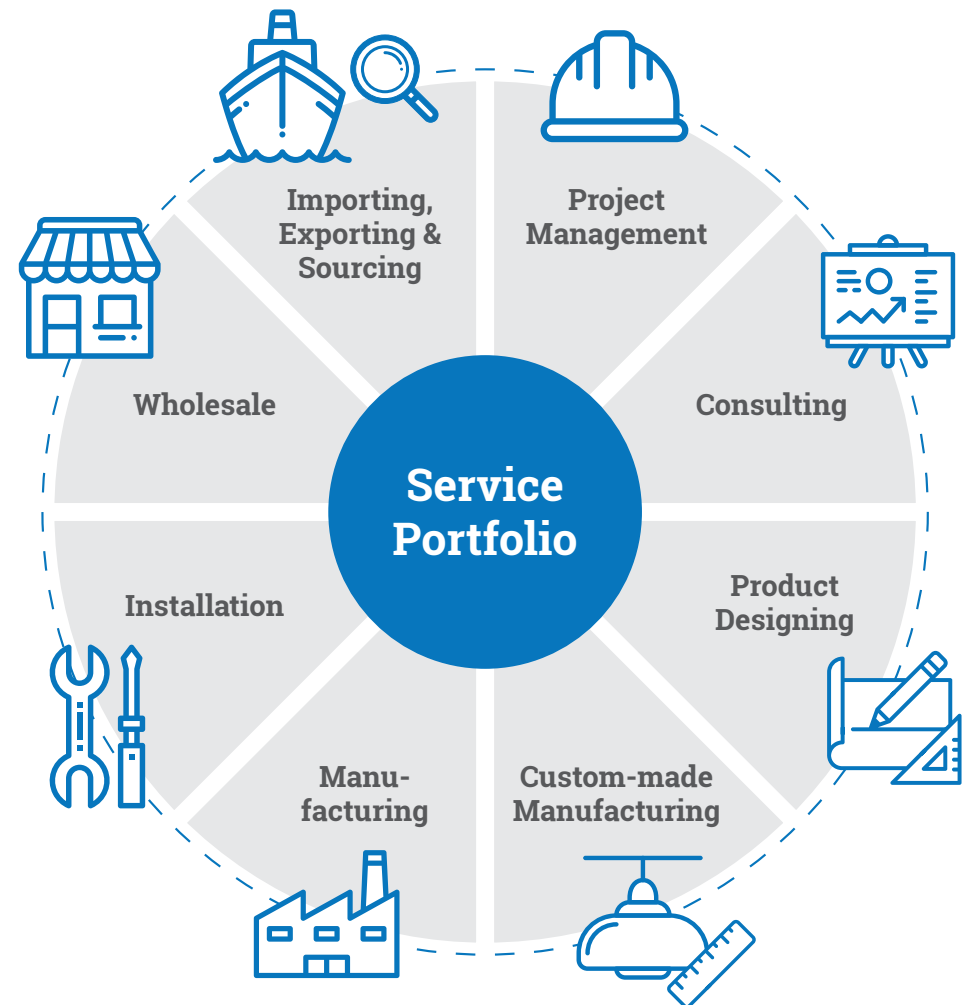 Importing,
Exporting &
Sourcing
Project
Management
Wholesale
Consulting
Service
Portfolio
Installation
Product
Designing
Manu-
facturing
Custom-made
Manufacturing